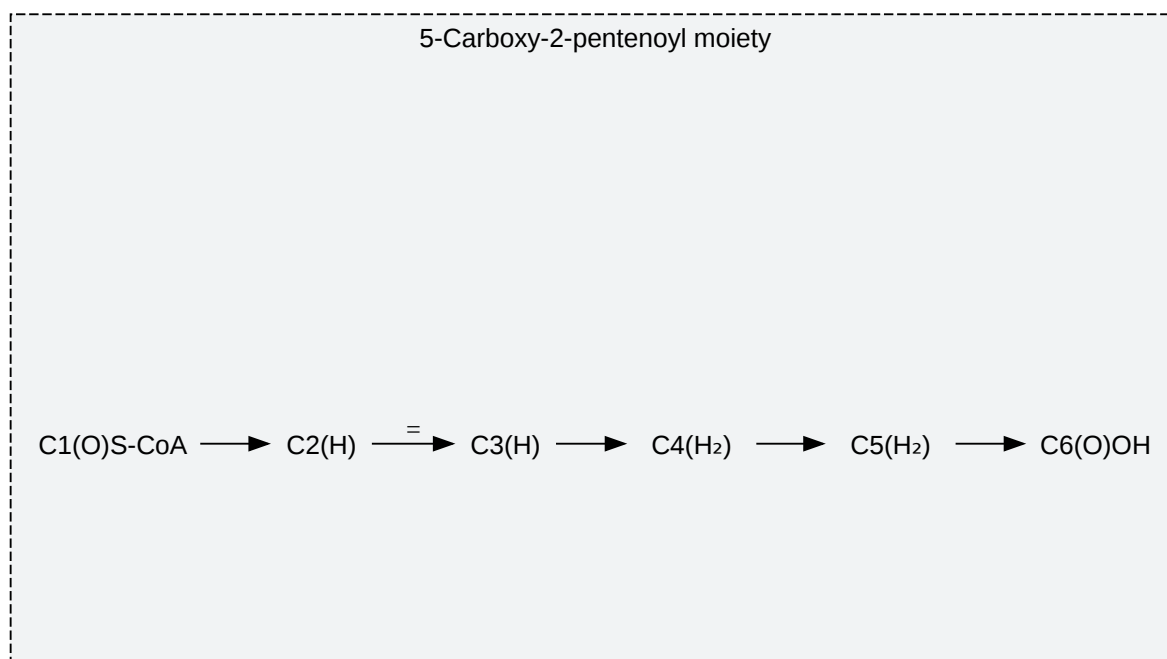 5-Carboxy-2-pentenoyl moiety
=
C1(O)S-CoA C2(H) C3(H) C4(H₂) C5(H₂) C6(O)OH